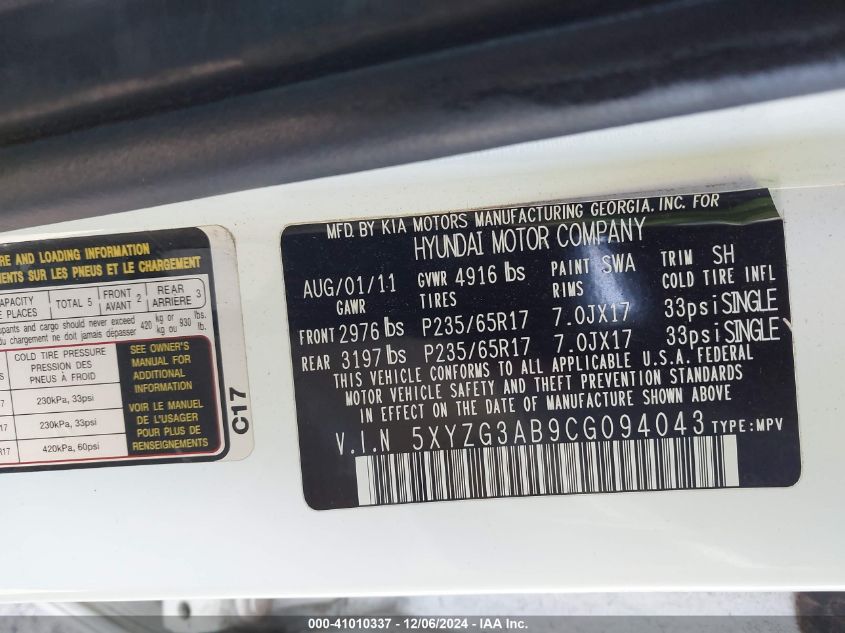 RE AND LOADING INFORMATION
EMENTS SUR LES PNEUS ET LE CHARGEMENT
CAPACITY TOTAL 5 FRONT 2 REAR 3
PLACES AVANT ARRIERE
pants and cargo should never exceed 420 kg or 930 lbs.
u chargement ne doit jamais dépasser kg ou lb.
COLD TIRE PRESSURE
PRESSION DES
PNEUS À FROID
230kPa, 33psi
230kPa, 33psi
R17 420kPa, 60psi
SEE OWNER'S
MANUAL FOR
ADDITIONAL
INFORMATION
VOIR LE MANUEL
DE L'USAGER
POUR PLUS DE
RENSEIGNEMENTS
C17
MFD. BY KIA MOTORS MANUFACTURING GEORGIA. INC. FOR
HYUNDAI MOTOR COMPANY
AUG/01/11 GVWR 4916 lbs PAINT SWA TRIM SH
GAWR TIRES RIMS COLD TIRE INFL
FRONT 2976 lbs P235/65R17 7.0JX17 33psi SINGLE
REAR 3197 lbs P235/65R17 7.0JX17 33psi SINGLE
THIS VEHICLE CONFORMS TO ALL APPLICABLE U.S.A. FEDERAL
MOTOR VEHICLE SAFETY AND THEFT PREVENTION STANDARDS
IN EFFECT ON THE DATE OF MANUFACTURE SHOWN ABOVE.
V.I.N 5XYZG3AB9CG094043 TYPE:MPV
000-41010337 - 12/06/2024 - IAA Inc.